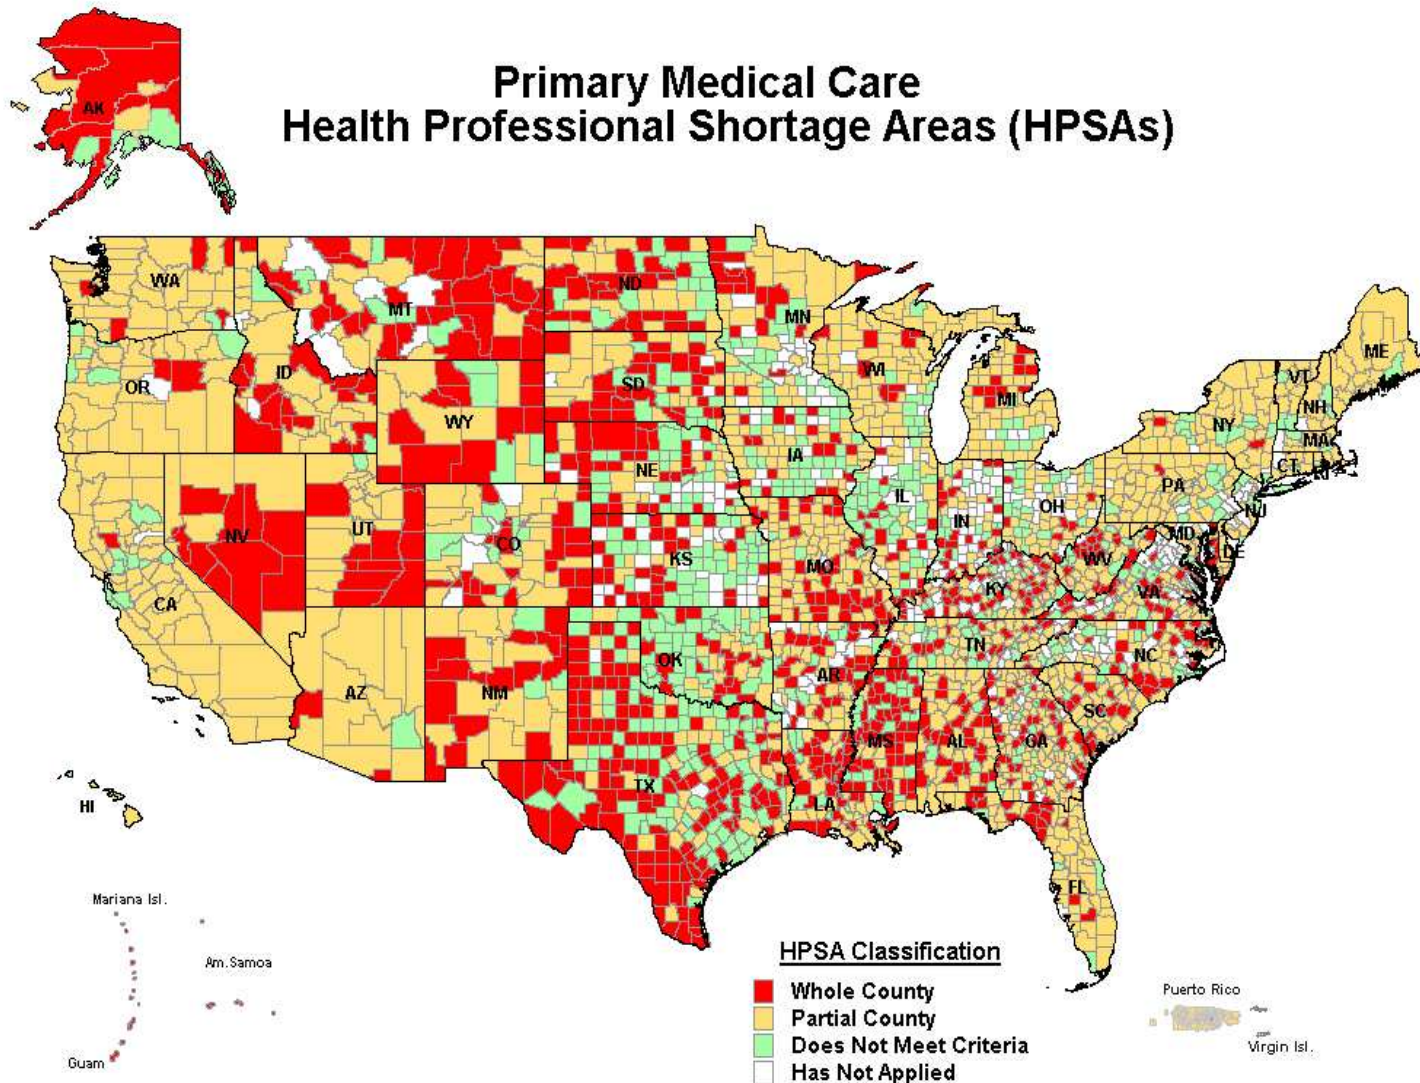 Primary Medical Care
Health Professional Shortage Areas (HPSAs)
AK
WA
MT
ND
MN
ME
OR
ID
SD
WI
MI
VT
NH
WY
NY
MA
NE
IA
CT
RI
PA
NV
UT
CO
IL
IN
OH
NJ
KS
MO
WV
MD
DE
CA
KY
VA
AZ
NM
OK
AR
TN
NC
SC
MS
AL
GA
TX
LA
HI
FL
Mariana Isl.
Am.Samoa
Guam
HPSA Classification
Whole County
Partial County
Does Not Meet Criteria
Has Not Applied
Puerto Rico
Virgin Isl.